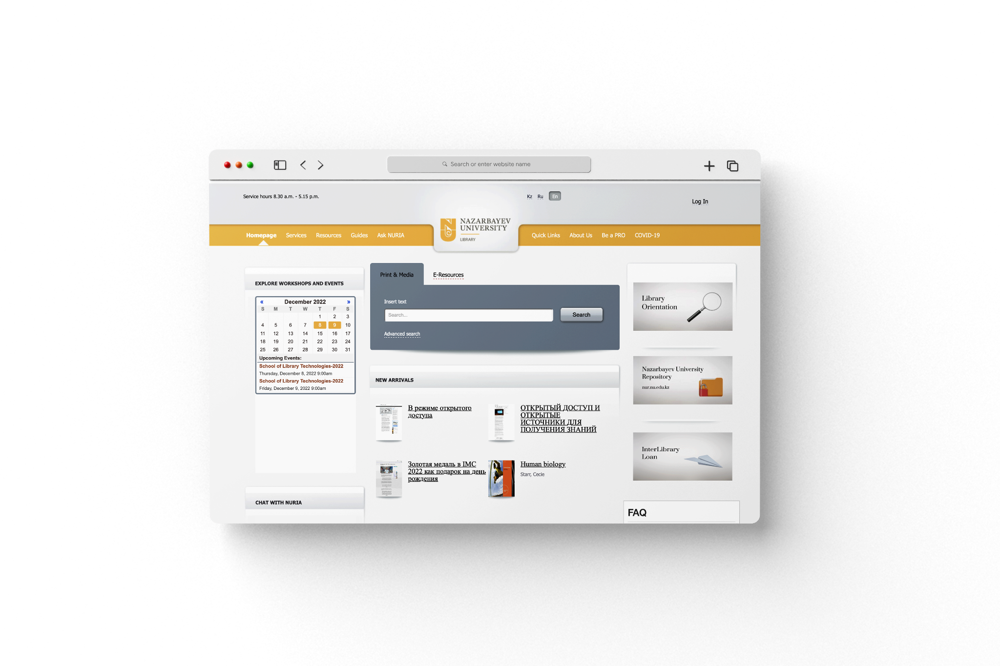 Search or enter website name
Service hours 8.30 a.m. - 5.15 p.m.
Kz Ru En
Log In
NAZARBAYEV
UNIVERSITY
LIBRARY
Homepage Services Resources Guides Ask NURIA
Quick Links About Us Be a PRO COVID-19
EXPLORE WORKSHOPS AND EVENTS
« December 2022 »
S M T W T F S
1 2 3
4 5 6 7 8 9 10
11 12 13 14 15 16 17
18 19 20 21 22 23 24
25 26 27 28 29 30 31
Upcoming Events:
School of Library Technologies-2022
Thursday, December 8, 2022 9:00am
School of Library Technologies-2022
Friday, December 9, 2022 9:00am
CHAT WITH NURIA
Print & Media E-Resources
Insert text
Search...
Search
Advanced search
NEW ARRIVALS
В режиме открытого
доступа
ОТКРЫТЫЙ ДОСТУП И
ОТКРЫТЫЕ
ИСТОЧНИКИ ДЛЯ
ПОЛУЧЕНИЯ ЗНАНИЙ
Золотая медаль в IMC
2022 как подарок на день
рождения
Human biology
Starr, Cecie
Library
Orientation
Nazarbayev University
Repository
nur.nu.edu.kz
InterLibrary
Loan
FAQ